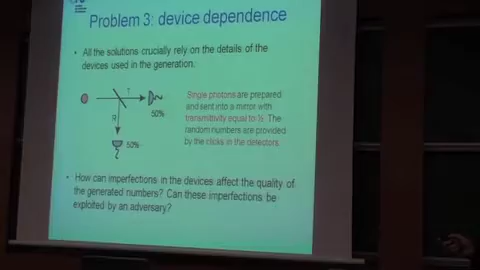 Problem 3: device dependence
• All the solutions crucially rely on the details of the
devices used in the generation.
T
50%
R
50%
Single photons are prepared
and sent into a mirror with
transmitivity equal to ½. The
random numbers are provided
by the clicks in the detectors.
• How can imperfections in the devices affect the quality of
the generated numbers? Can these imperfections be
exploited by an adversary?